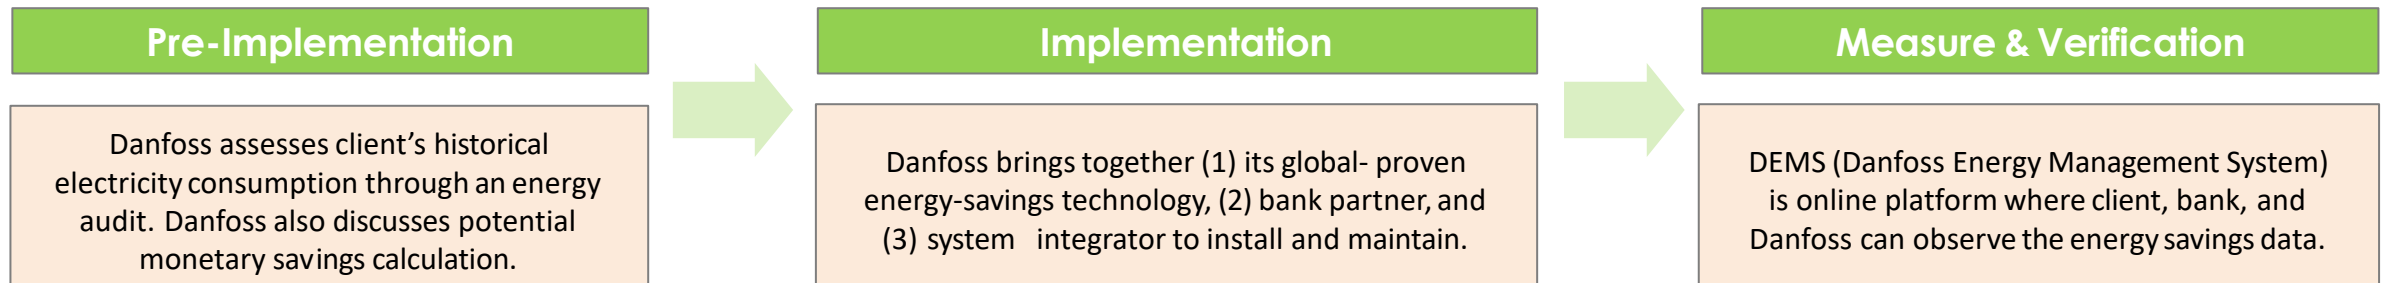 Pre-Implementation
Danfoss assesses client’s historical
electricity consumption through an energy
audit. Danfoss also discusses potential
monetary savings calculation.
Implementation
Danfoss brings together (1) its global- proven
energy-savings technology, (2) bank partner, and
(3) system integrator to install and maintain.
Measure & Verification
DEMS (Danfoss Energy Management System)
is online platform where client, bank, and
Danfoss can observe the energy savings data.